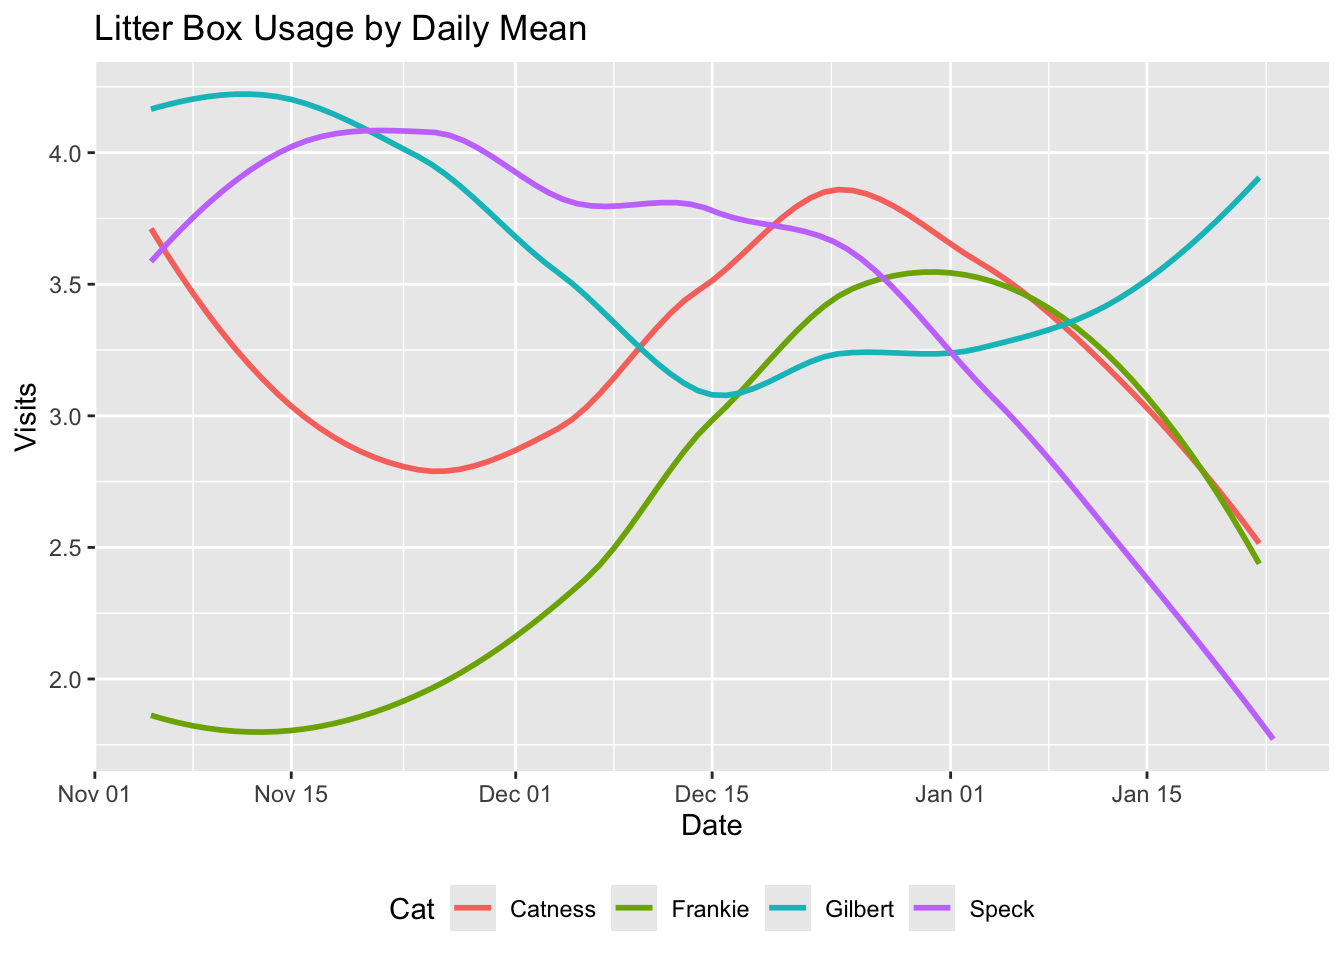 Litter Box Usage by Daily Mean
Visits
4.0
3.5
3.0
2.5
2.0
Nov 01 Nov 15 Dec 01 Dec 15 Jan 01 Jan 15
Date
Cat Catness Frankie Gilbert Speck